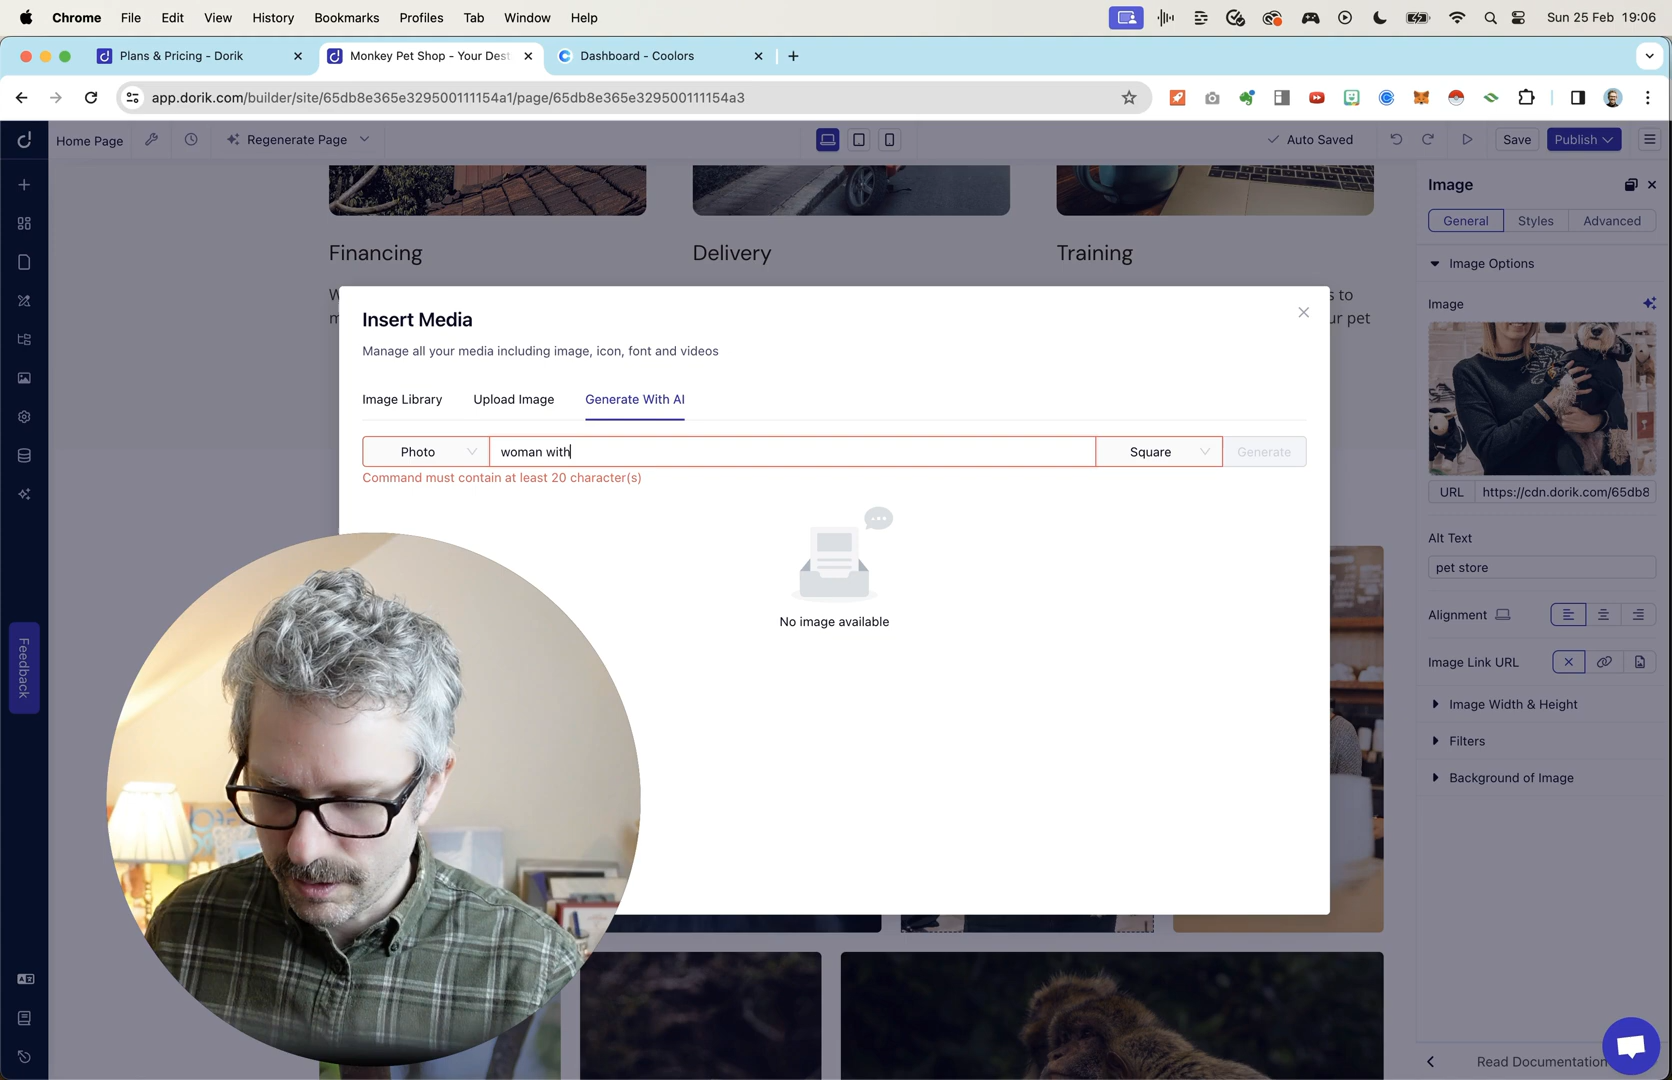 Chrome File Edit View History Bookmarks Profiles Tab Window Help Sun 25 Feb 19:06
Plans & Pricing - Dorik Monkey Pet Shop - Your Dest Dashboard - Coolors
app.dorik.com/builder/site/65db8e365e329500111154a1/page/65db8e365e329500111154a3
Home Page Regenerate Page Auto Saved Save Publish
Image
General Styles Advanced
Image Options
Image
URL https://cdn.dorik.com/65db8
Alt Text
pet store
Alignment
Image Link URL
Image Width & Height
Filters
Background of Image
Read Documentation
Financing Delivery Training
s to
ur pet
Insert Media
Manage all your media including image, icon, font and videos
Image Library Upload Image Generate With AI
Photo woman with Square Generate
Command must contain at least 20 character(s)
No image available
Feedback